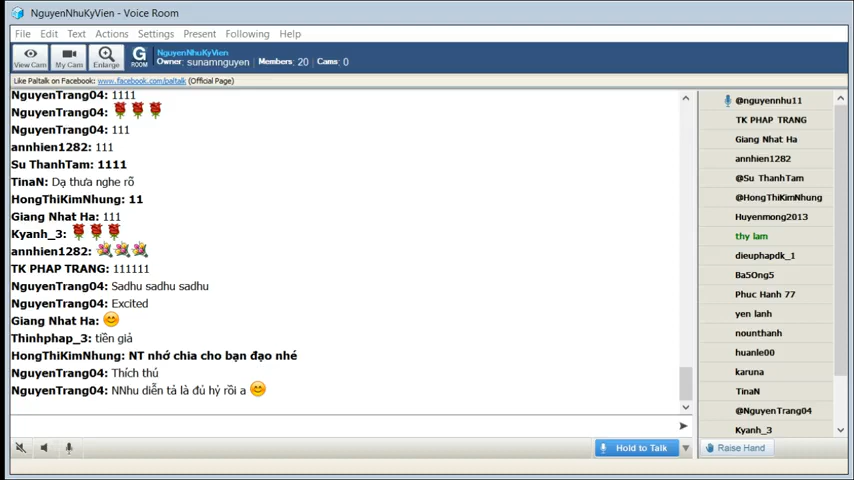 NguyenNhuKyVien - Voice Room
File Edit Text Actions Settings Present Following Help
View Cam My Cam Enlarge G ROOM
NguyenNhuKyVien
Owner: sunamnguyen Members: 20 Cams: 0
Like Paltalk on Facebook: www.facebook.com/paltalk (Official Page)
NguyenTrang04: 1111
NguyenTrang04:
NguyenTrang04: 111
annhien1282: 111
Su ThanhTam: 1111
TinaN: Dạ thưa nghe rõ
HongThiKimNhung: 11
Giang Nhat Ha: 111
Kyanh_3:
annhien1282:
TK PHAP TRANG: 111111
NguyenTrang04: Sadhu sadhu sadhu
NguyenTrang04: Excited
Giang Nhat Ha:
Thinhphap_3: tiền giả
HongThiKimNhung: NT nhớ chia cho bạn đạo nhé
NguyenTrang04: Thích thú
NguyenTrang04: NNhu diễn tả là đủ hỷ rồi a
@nguyennhu11
TK PHAP TRANG
Giang Nhat Ha
annhien1282
@Su ThanhTam
@HongThiKimNhung
Huyenmong2013
thy lam
dieuphapdk_1
Ba5Ong5
Phuc Hanh 77
yen lanh
nounthanh
huanle00
karuna
TinaN
@NguyenTrang04
Kyanh_3
Hold to Talk
Raise Hand